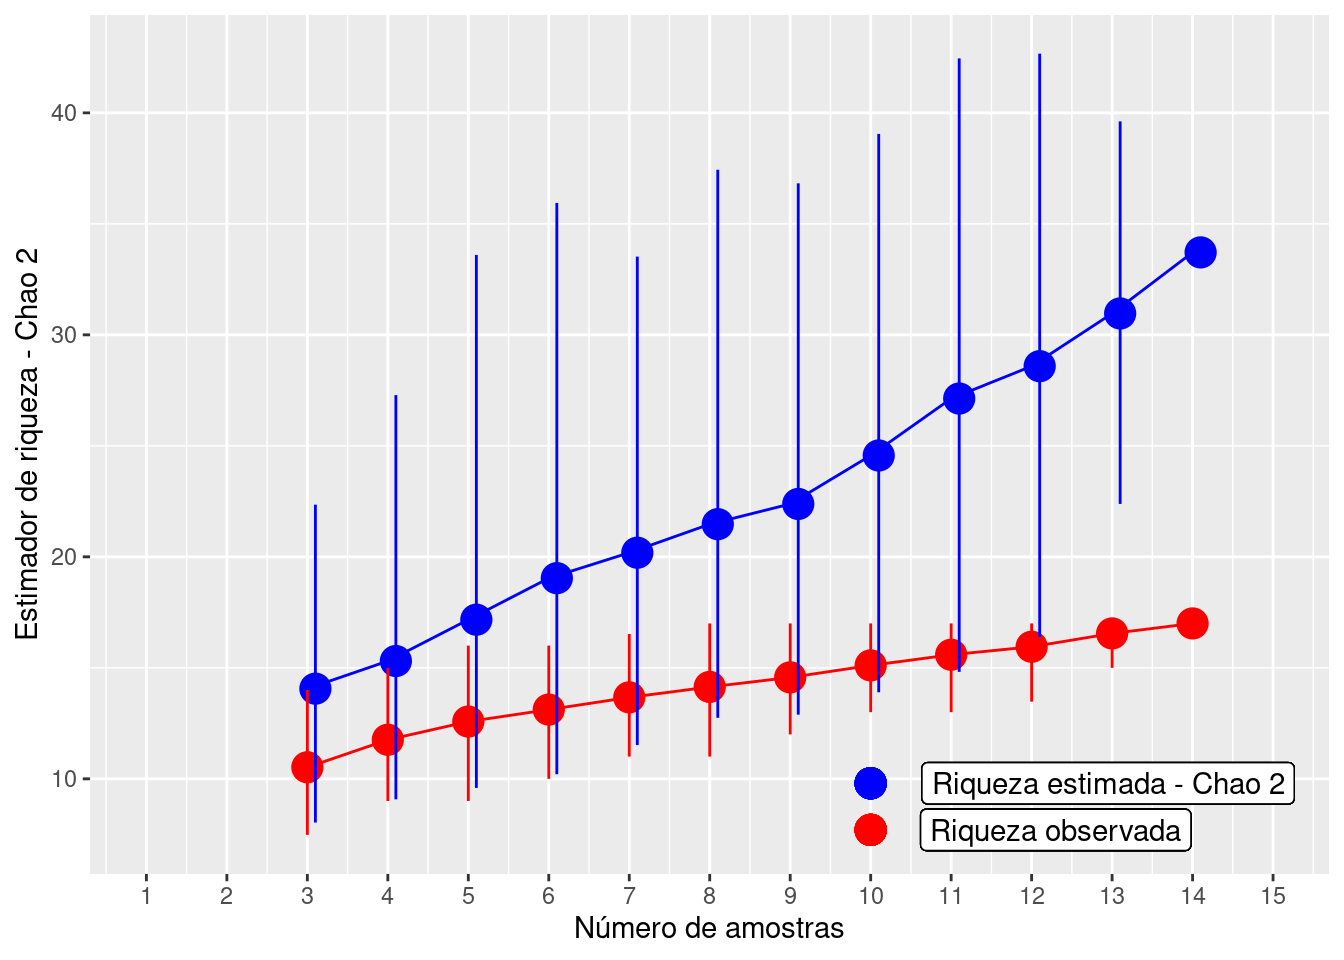 Estimador de riqueza - Chao 2
40
30
20
10
Riqueza estimada - Chao 2
Riqueza observada
1 2 3 4 5 6 7 8 9 10 11 12 13 14 15
Número de amostras